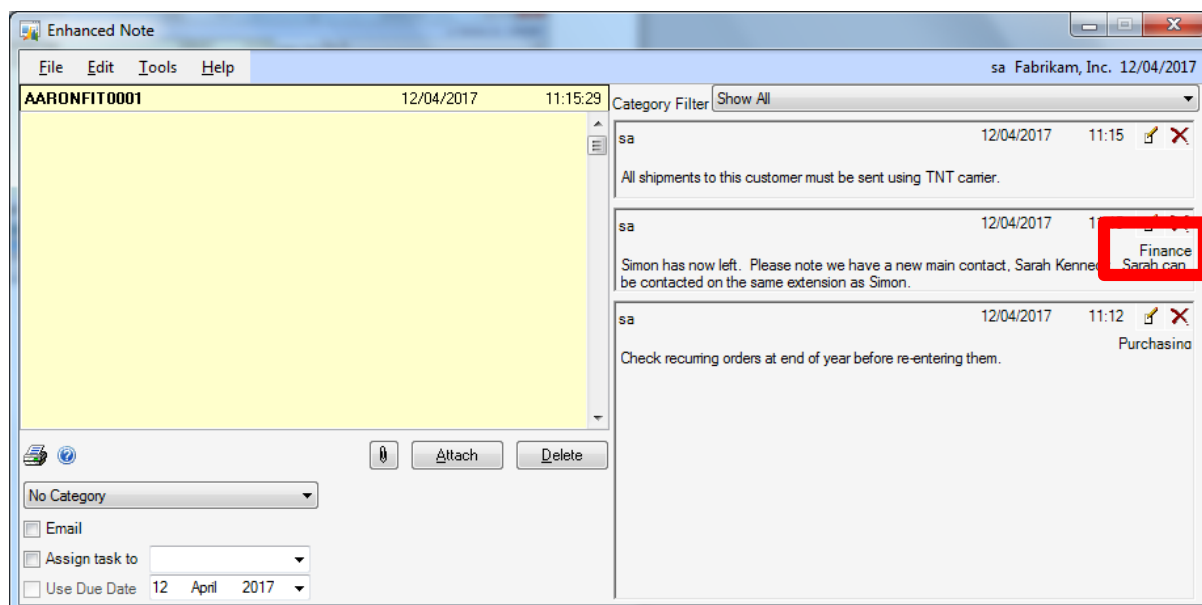 Enhanced Note
File Edit Tools Help
sa Fabrikam, Inc. 12/04/2017
AARONFIT0001 12/04/2017 11:15:29
Category Filter Show All
sa 12/04/2017 11:15
All shipments to this customer must be sent using TNT carrier.
sa 12/04/2017
Finance
Simon has now left. Please note we have a new main contact, Sarah Sarah can
be contacted on the same extension as Simon.
sa 12/04/2017 11:12
Purchasing
Check recurring orders at end of year before re-entering them.
Attach Delete
No Category
Email
Assign task to
Use Due Date 12 April 2017